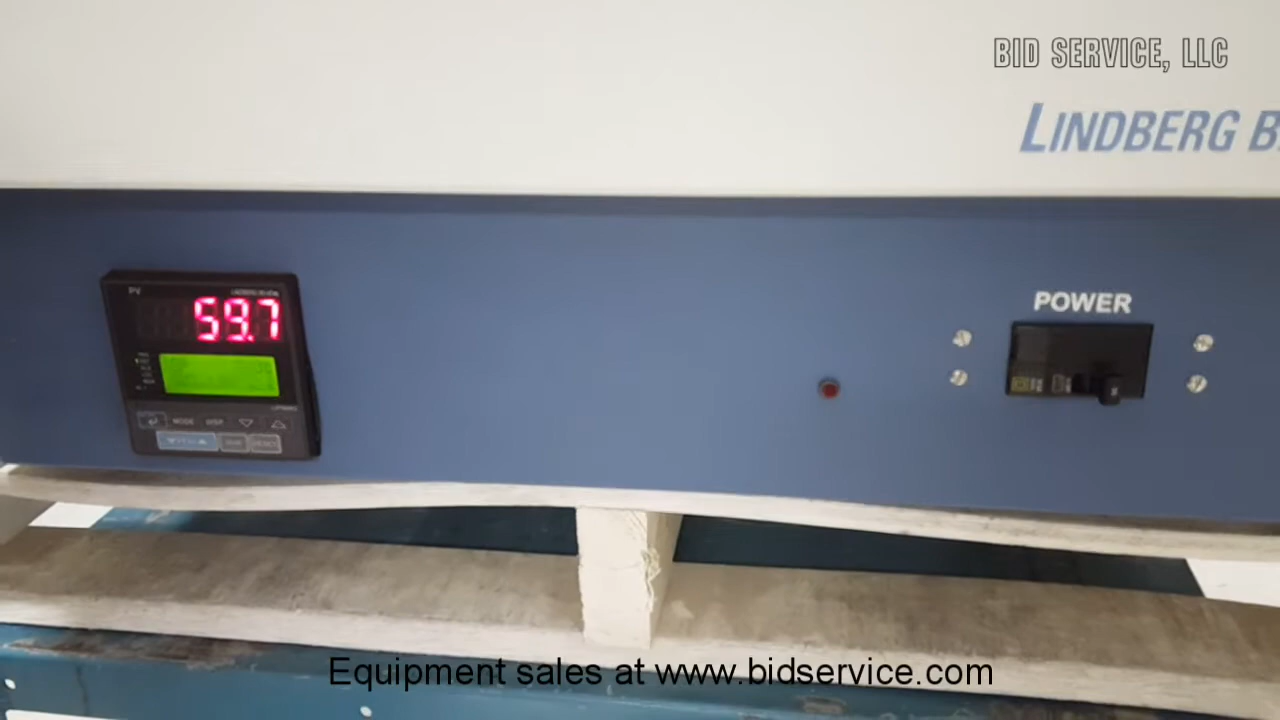 BID SERVICE, LLC
LINDBERG B
PV
59.7
POWER
MODE DISP
Equipment sales at www.bidservice.com